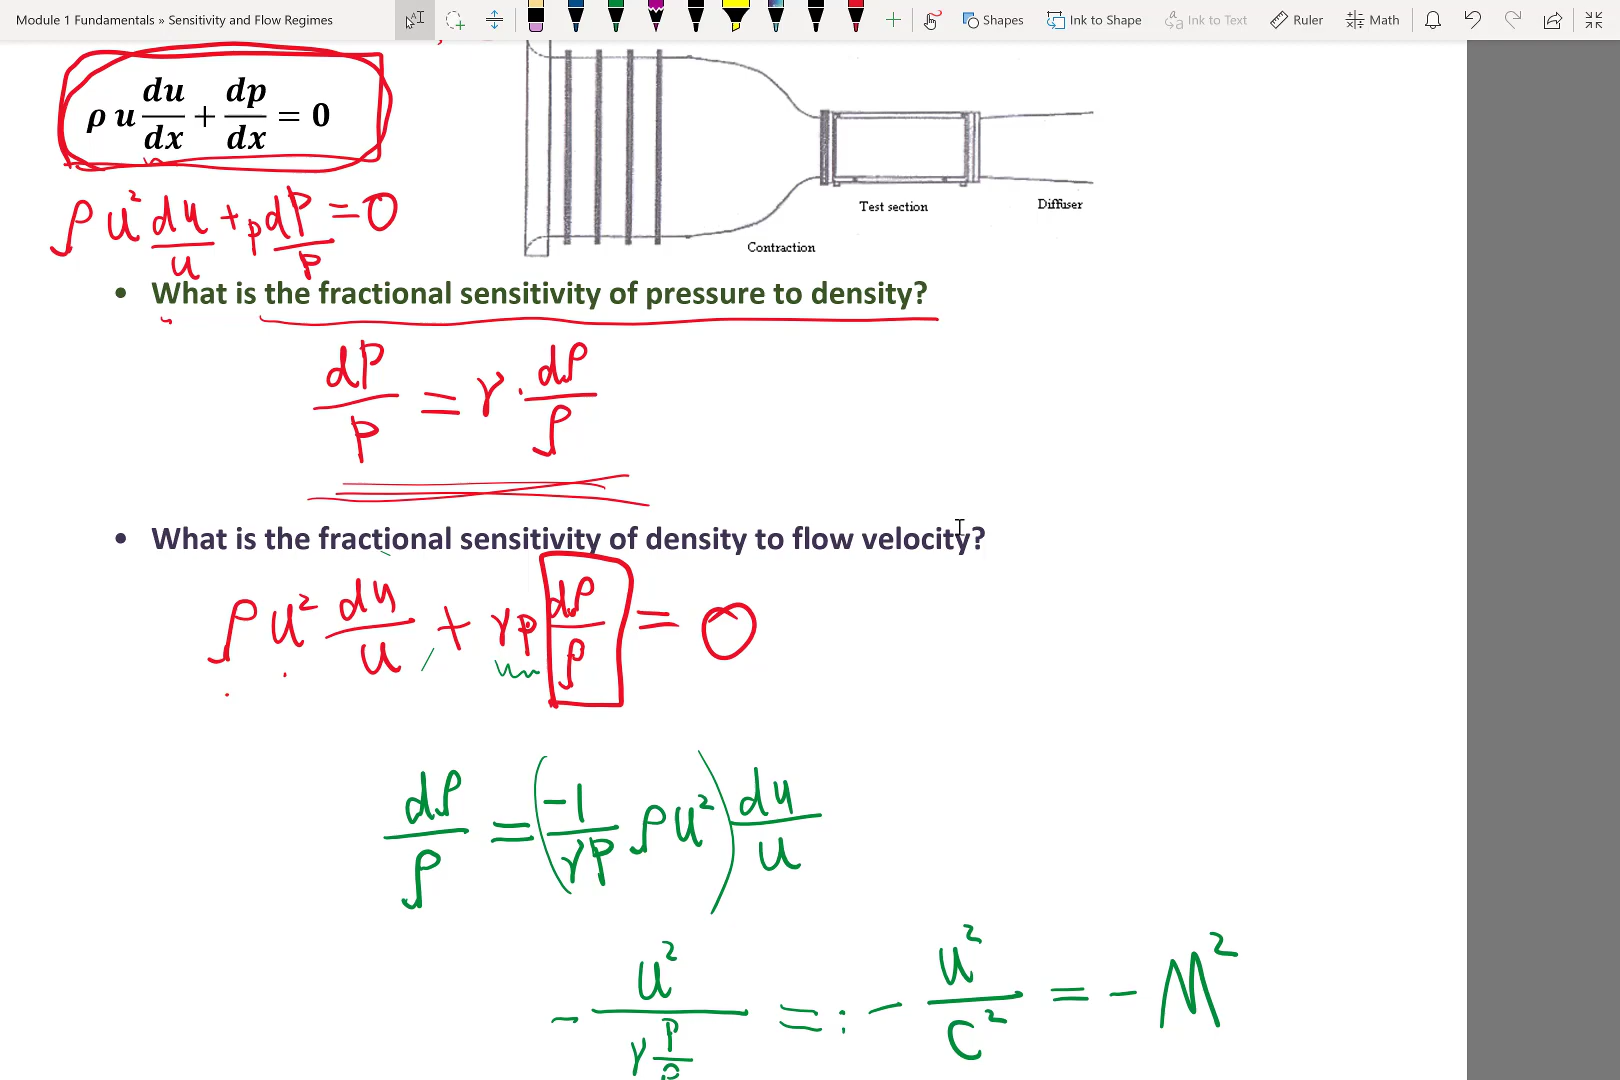 Module 1 Fundamentals » Sensitivity and Flow Regimes
Shapes Ink to Shape Ink to Text Ruler Math
ρ u du/dx + dp/dx = 0
ρ u² du/u + p dp/p = 0
Test section
Diffuser
Contraction
• What is the fractional sensitivity of pressure to density?
dp/p = γ · dρ/ρ
• What is the fractional sensitivity of density to flow velocity?
ρ u² du/u + γp dρ/ρ = 0
dρ/ρ = (-1/γp ρu²) du/u
- u²/(γ p/ρ) =: - u²/c² = - M²